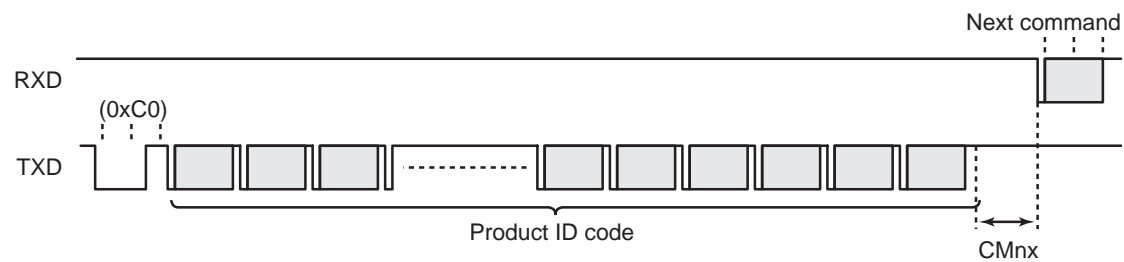 Next command
RXD
(0xC0)
TXD
Product ID code
CMnx